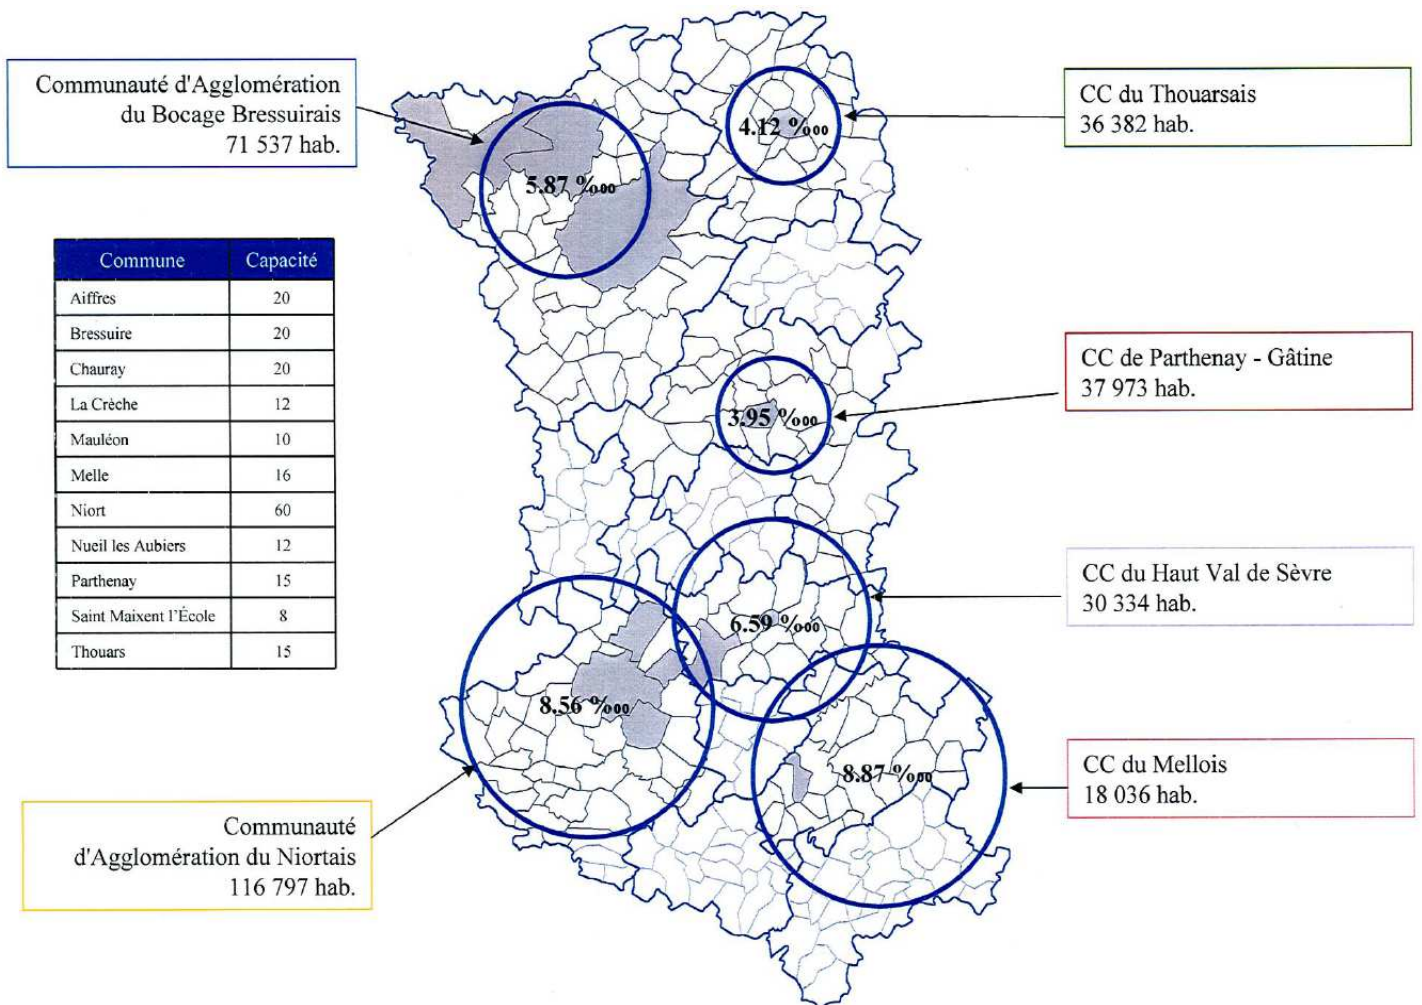 Communauté d'Agglomération
du Bocage Bressuirais
71 537 hab.
CC du Thouarsais
36 382 hab.
4.12 ‱
5.87 ‱
Commune Capacité
Aiffres 20
Bressuire 20
Chauray 20
La Crèche 12
Mauléon 10
Melle 16
Niort 60
Nueil les Aubiers 12
Parthenay 15
Saint Maixent l'École 8
Thouars 15
CC de Parthenay - Gâtine
37 973 hab.
3.95 ‱
CC du Haut Val de Sèvre
30 334 hab.
6.59 ‱
8.56 ‱
8.87 ‱
CC du Mellois
18 036 hab.
Communauté
d'Agglomération du Niortais
116 797 hab.